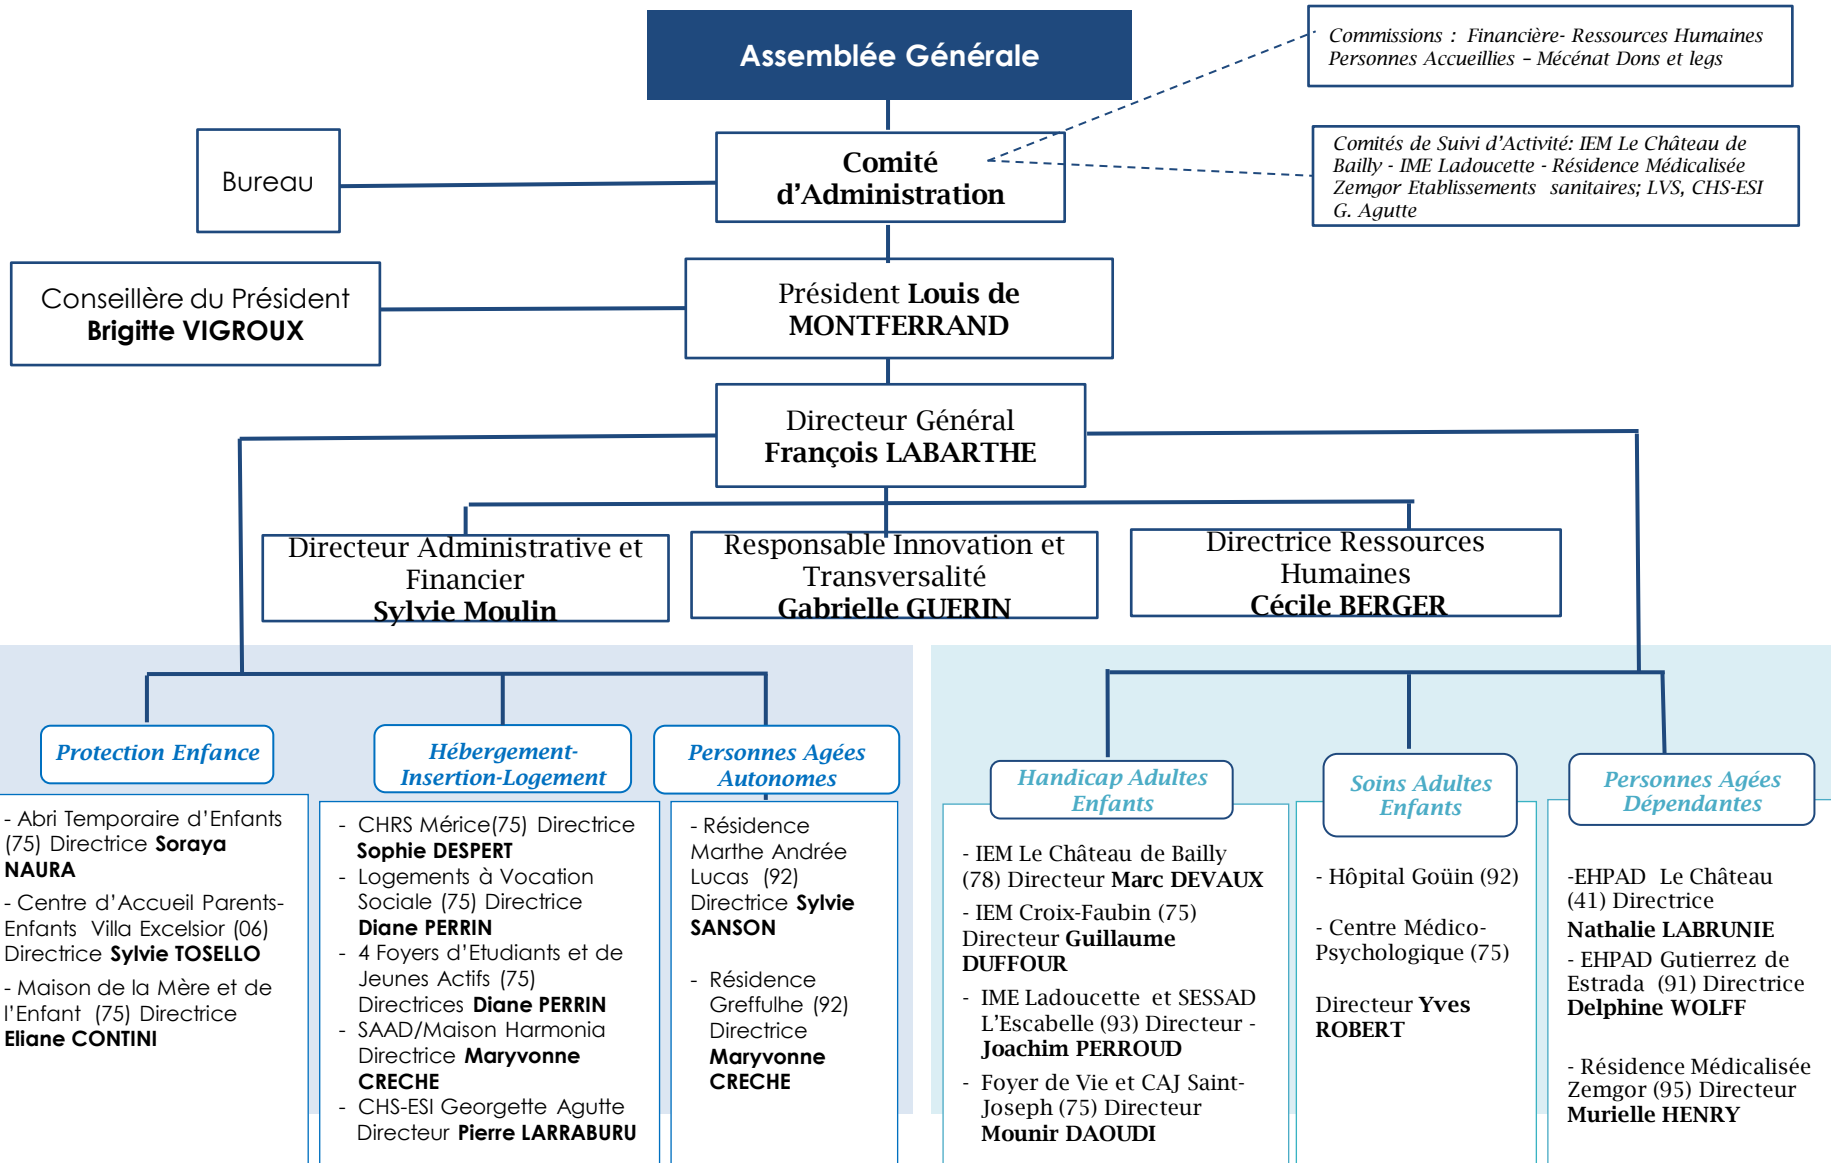 Assemblée Générale
Commissions : Financière- Ressources Humaines
Personnes Accueillies – Mécénat Dons et legs
Comité
d'Administration
Bureau
Comités de Suivi d'Activité: IEM Le Château de
Bailly - IME Ladoucette - Résidence Médicalisée
Zemgor Etablissements sanitaires; LVS, CHS-ESI
G. Agutte
Conseillère du Président
Brigitte VIGROUX
Président Louis de
MONTFERRAND
Directeur Général
François LABARTHE
Directeur Administrative et
Financier
Sylvie Moulin
Responsable Innovation et
Transversalité
Gabrielle GUERIN
Directrice Ressources
Humaines
Cécile BERGER
Protection Enfance
- Abri Temporaire d'Enfants
(75) Directrice Soraya
NAURA
- Centre d'Accueil Parents-
Enfants Villa Excelsior (06)
Directrice Sylvie TOSELLO
- Maison de la Mère et de
l'Enfant (75) Directrice
Eliane CONTINI
Hébergement-
Insertion-Logement
- CHRS Mérice(75) Directrice
Sophie DESPERT
- Logements à Vocation
Sociale (75) Directrice
Diane PERRIN
- 4 Foyers d'Etudiants et de
Jeunes Actifs (75)
Directrices Diane PERRIN
- SAAD/Maison Harmonia
Directrice Maryvonne
CRECHE
- CHS-ESI Georgette Agutte
Directeur Pierre LARRABURU
Personnes Agées
Autonomes
- Résidence
Marthe Andrée
Lucas (92)
Directrice Sylvie
SANSON
- Résidence
Greffulhe (92)
Directrice
Maryvonne
CRECHE
Handicap Adultes
Enfants
- IEM Le Château de Bailly
(78) Directeur Marc DEVAUX
- IEM Croix-Faubin (75)
Directeur Guillaume
DUFFOUR
- IME Ladoucette et SESSAD
L'Escabelle (93) Directeur -
Joachim PERROUD
- Foyer de Vie et CAJ Saint-
Joseph (75) Directeur
Mounir DAOUDI
Soins Adultes
Enfants
- Hôpital Goüin (92)
- Centre Médico-
Psychologique (75)
Directeur Yves
ROBERT
Personnes Agées
Dépendantes
-EHPAD Le Château
(41) Directrice
Nathalie LABRUNIE
- EHPAD Gutierrez de
Estrada (91) Directrice
Delphine WOLFF
- Résidence Médicalisée
Zemgor (95) Directeur
Murielle HENRY